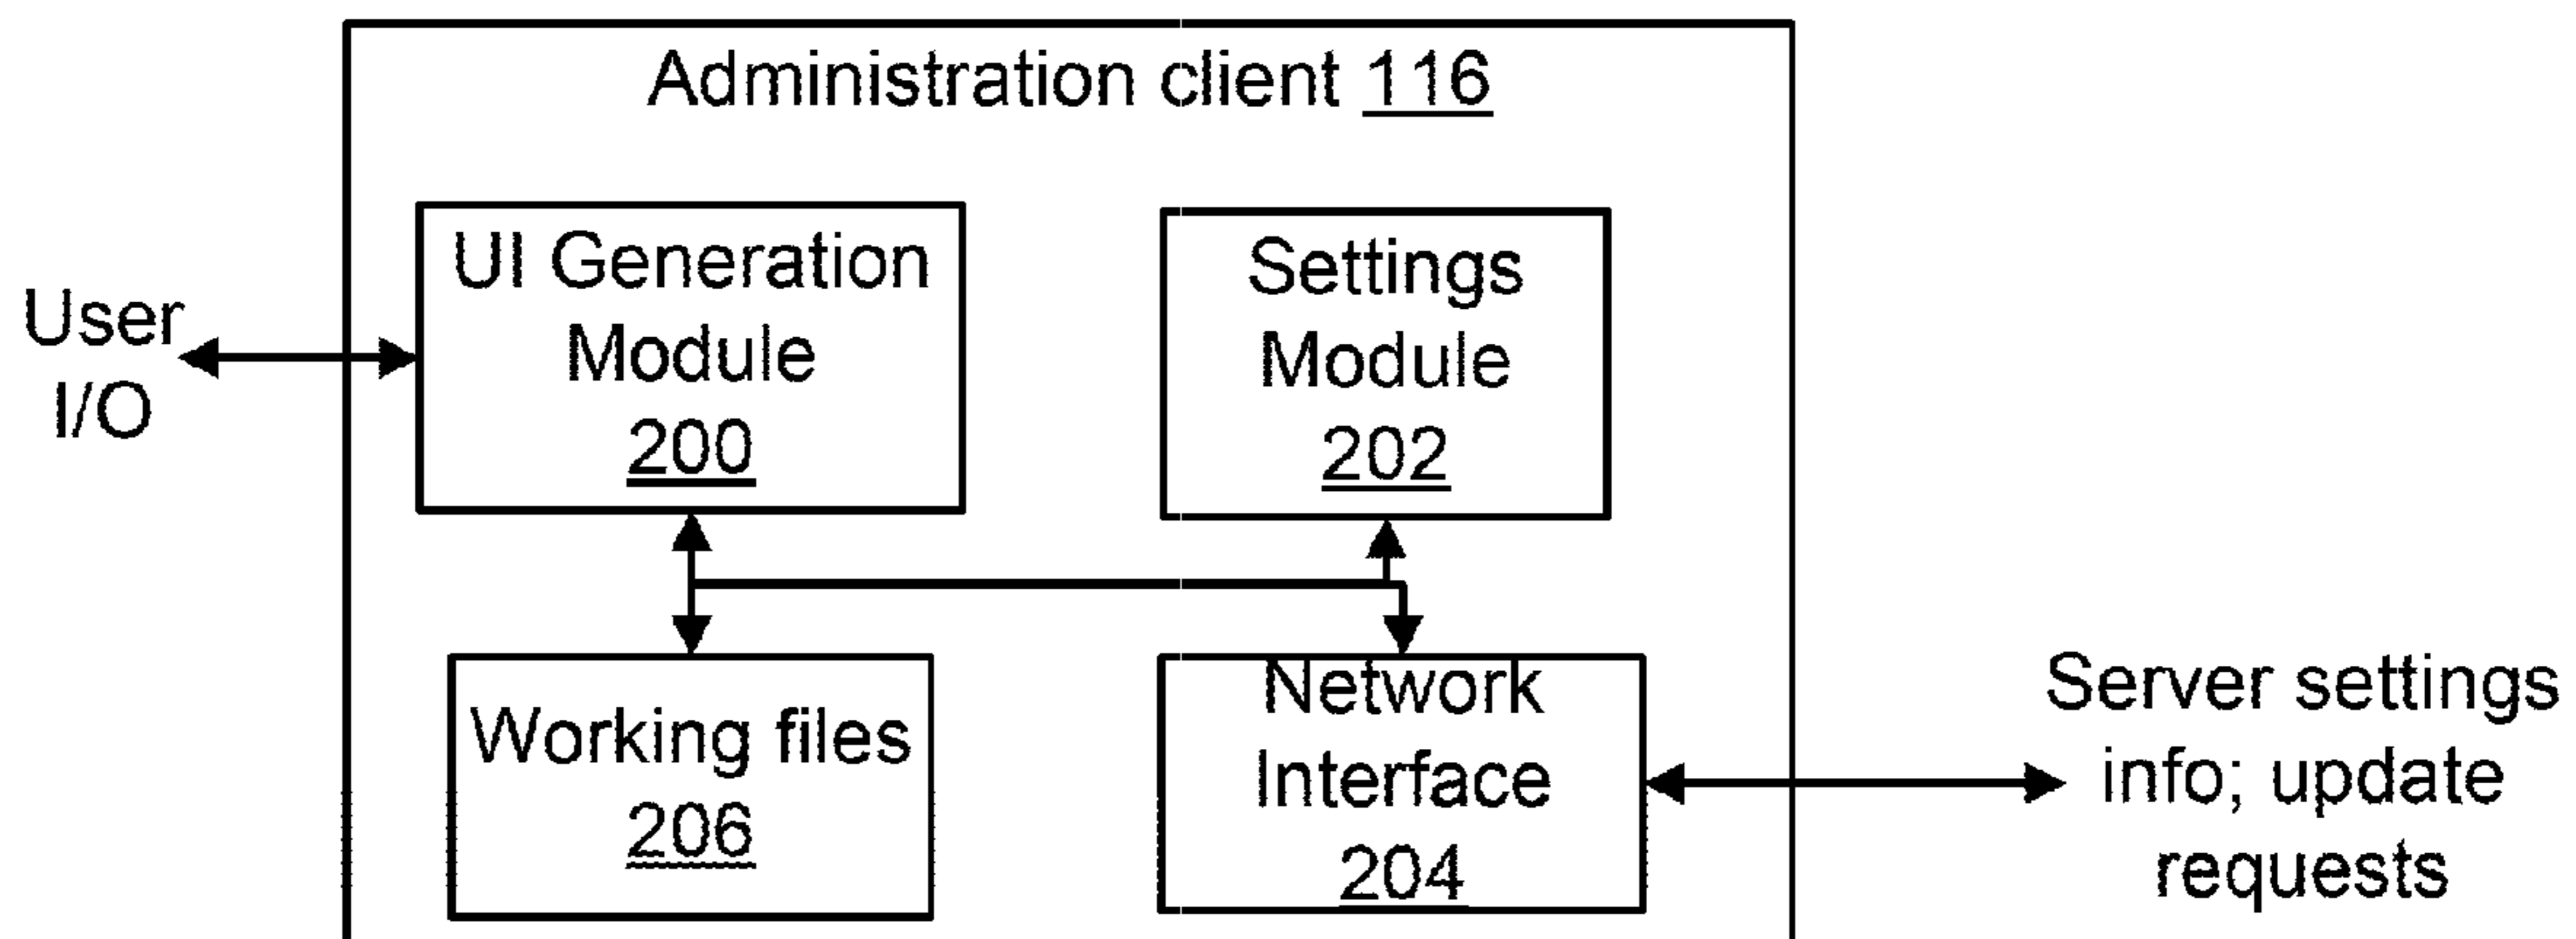 Administration client 116
User
I/O
UI Generation
Module
200
Settings
Module
202
Working files
206
Network
Interface
204
Server settings
info; update
requests